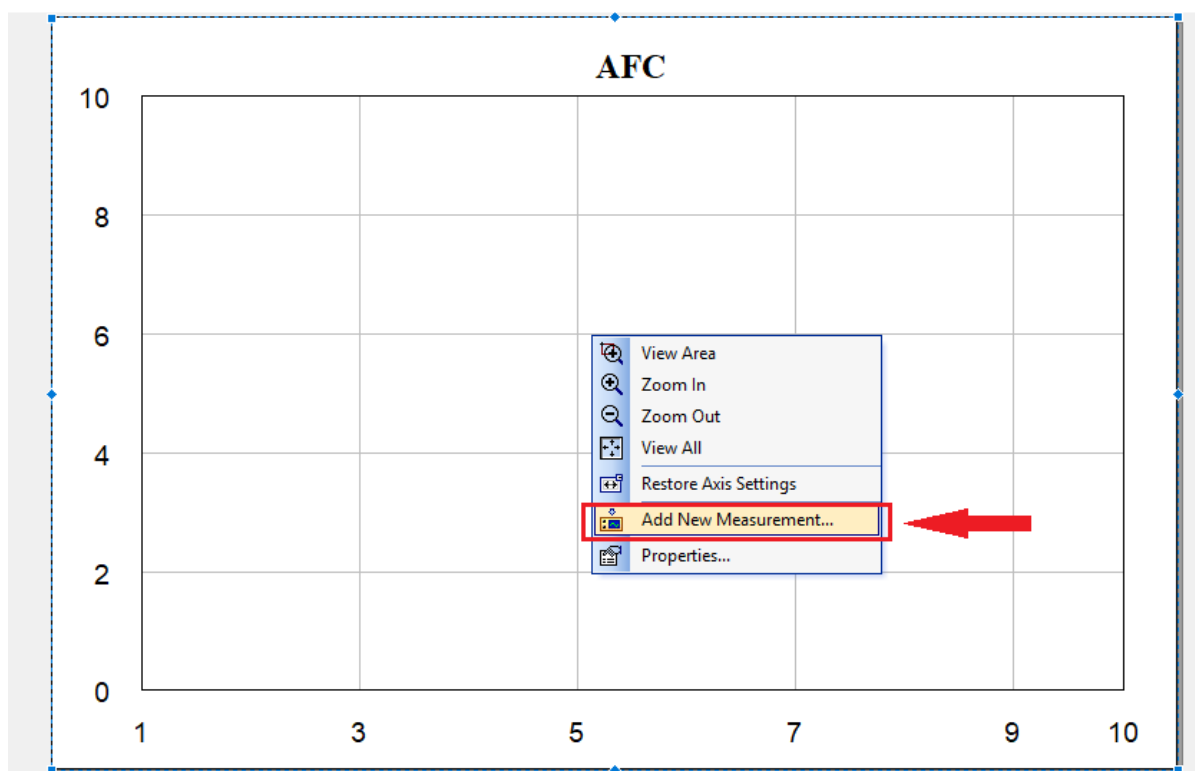 AFC
10
8
6
4
2
0
View Area
Zoom In
Zoom Out
View All
Restore Axis Settings
Add New Measurement...
Properties...
1 3 5 7 9 10